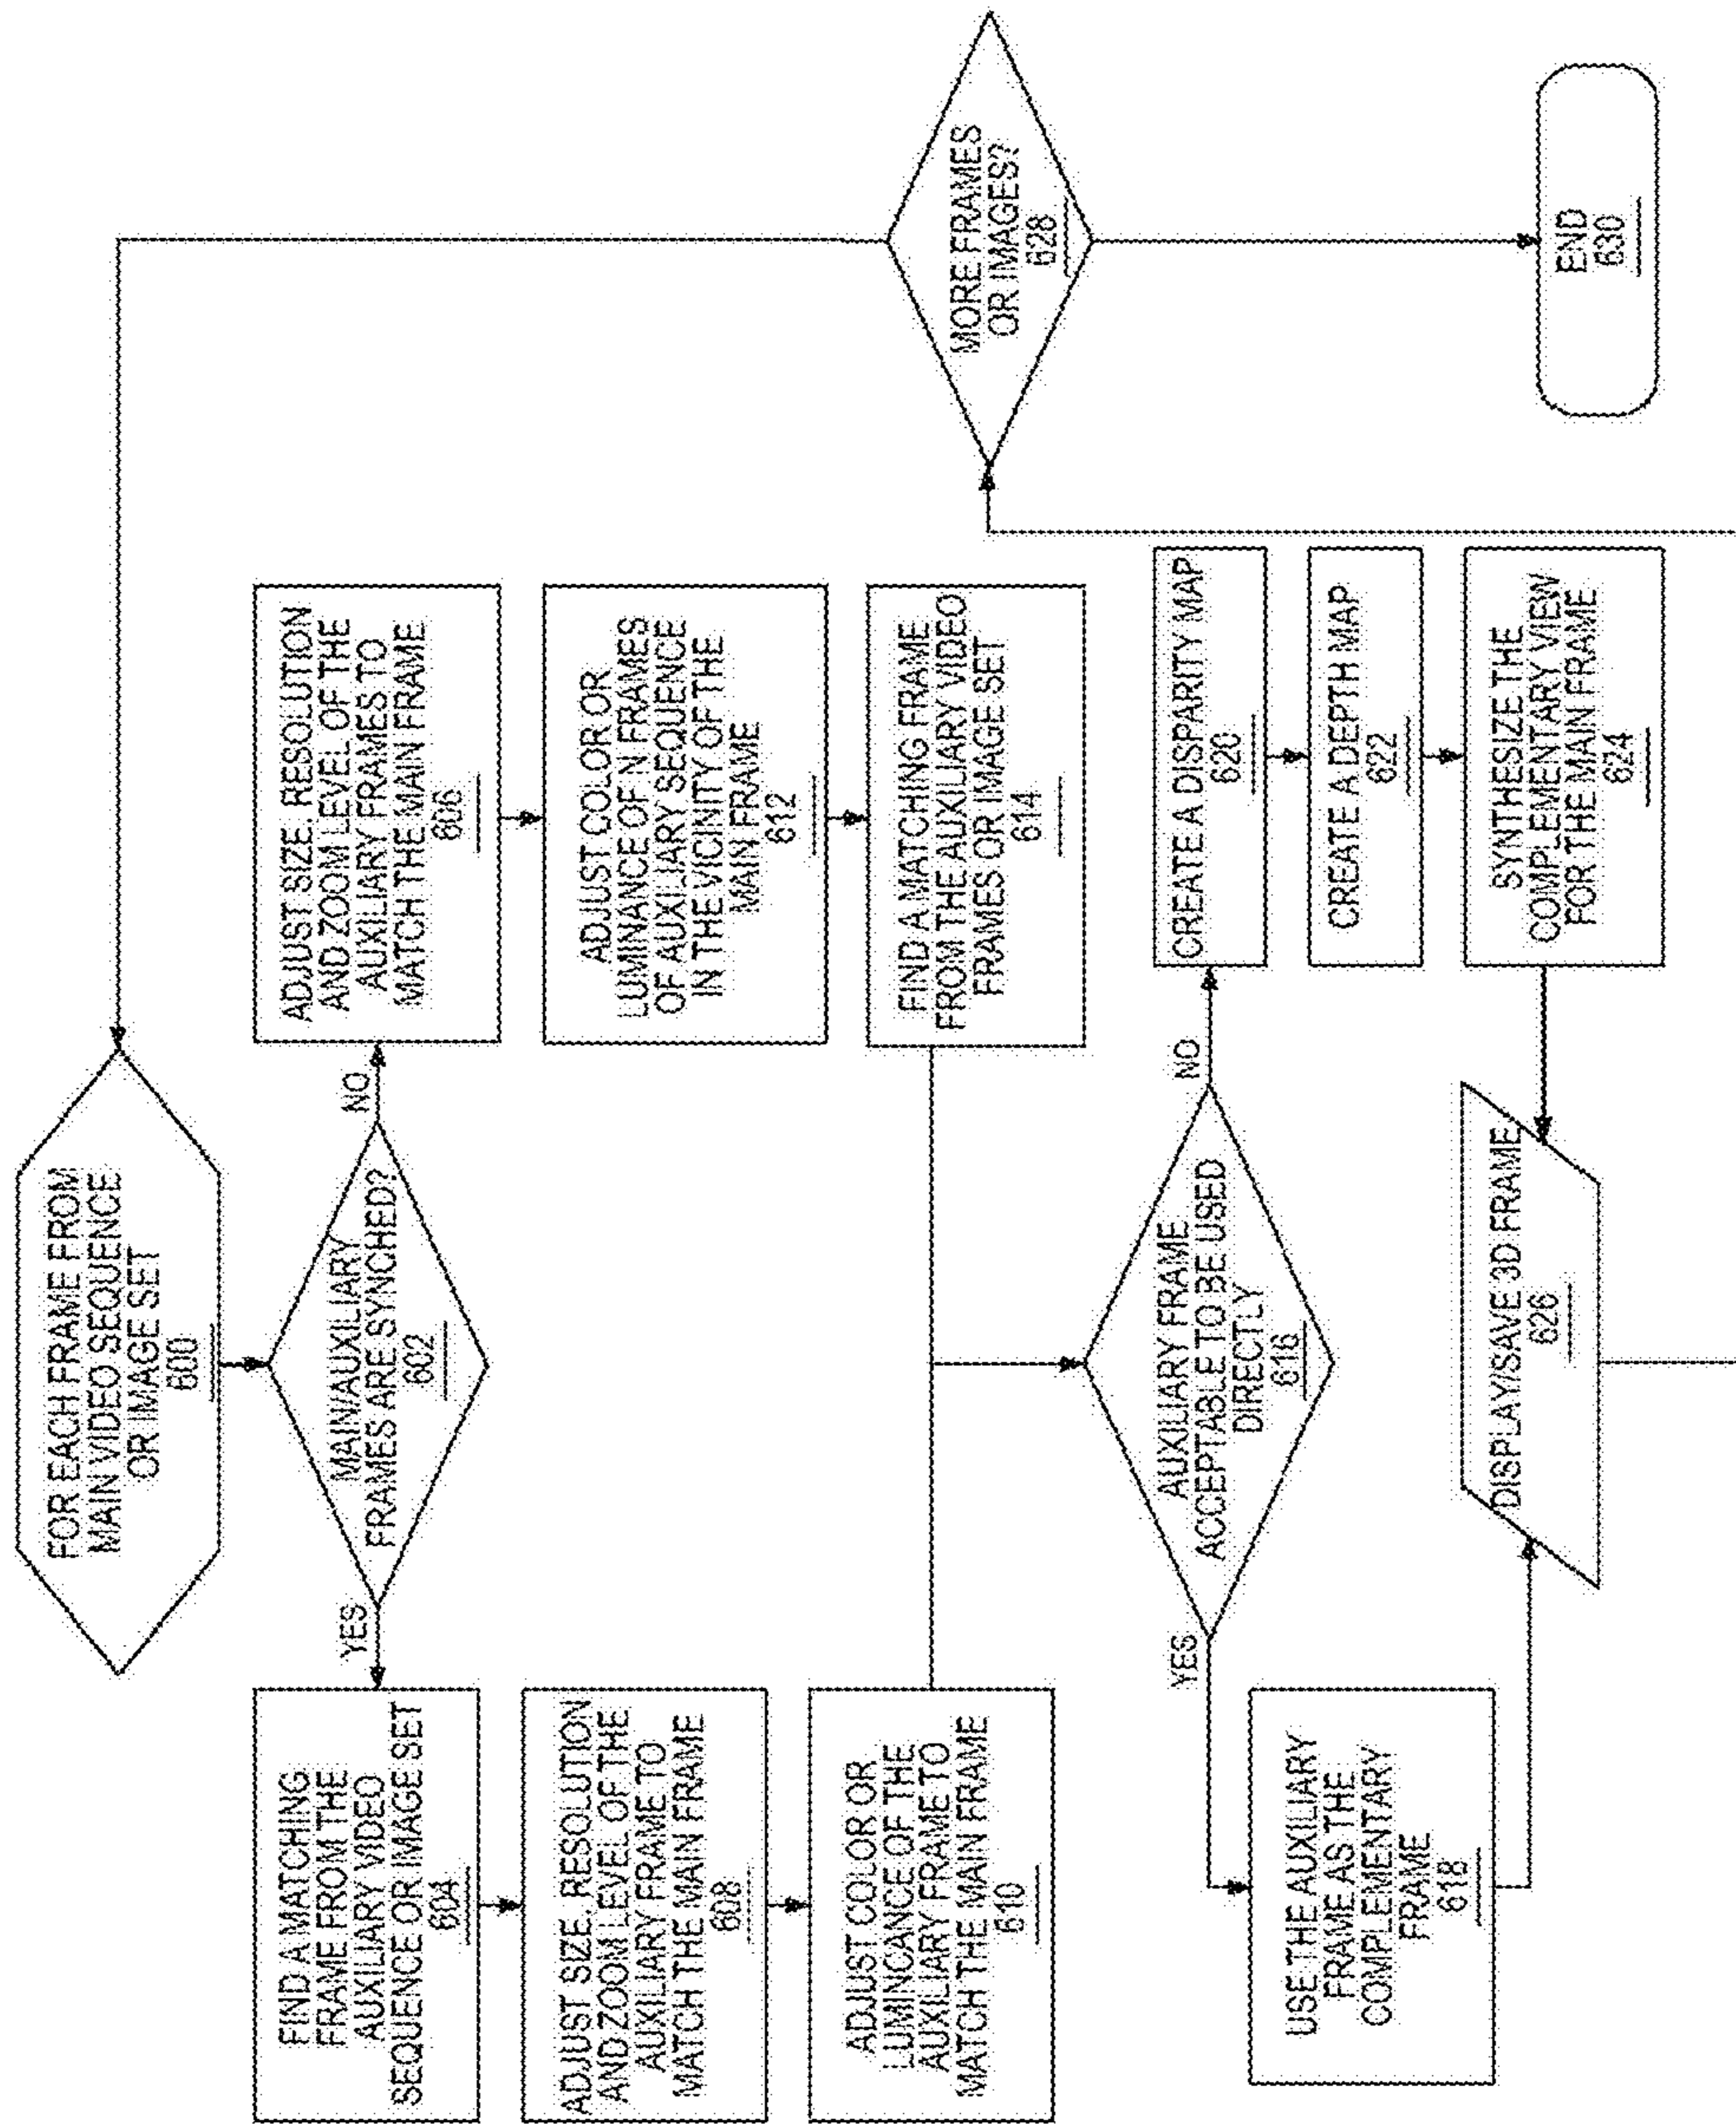 FOR EACH FRAME FROM
MAIN VIDEO SEQUENCE
OR IMAGE SET
600
MAIN/AUXILIARY
FRAMES ARE SYNCHED?
602
YES
NO
FIND A MATCHING
FRAME FROM THE
AUXILIARY VIDEO
SEQUENCE OR IMAGE SET
604
ADJUST SIZE, RESOLUTION
AND ZOOM LEVEL OF THE
AUXILIARY FRAME TO
MATCH THE MAIN FRAME
608
ADJUST COLOR OR
LUMINCANCE OF THE
AUXILIARY FRAME TO
MATCH THE MAIN FRAME
610
ADJUST SIZE, RESOLUTION
AND ZOOM LEVEL OF THE
AUXILIARY FRAMES TO
MATCH THE MAIN FRAME
606
ADJUST COLOR OR
LUMINANCE OF N FRAMES
OF AUXILIARY SEQUENCE
IN THE VICINITY OF THE
MAIN FRAME
612
FIND A MATCHING FRAME
FROM THE AUXILIARY VIDEO
FRAMES OR IMAGE SET
614
AUXILIARY FRAME
ACCEPTABLE TO BE USED
DIRECTLY
616
YES
NO
USE THE AUXILIARY
FRAME AS THE
COMPLEMENTARY
FRAME
618
CREATE A DISPARITY MAP
620
CREATE A DEPTH MAP
622
SYNTHESIZE THE
COMPLEMENTARY VIEW
FOR THE MAIN FRAME
624
DISPLAY/SAVE 3D FRAME
626
MORE FRAMES
OR IMAGES?
628
END
630